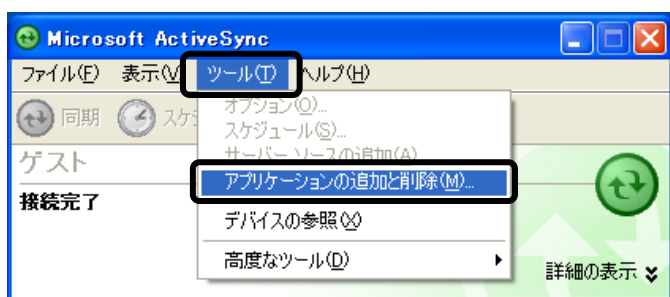 Microsoft ActiveSync
ファイル(F) 表示(V) ツール(T) ヘルプ(H)
同期 スケジ
オプション(O)...
スケジュール(S)...
サーバー ソースの追加(A)
ゲスト
アプリケーションの追加と削除(M)...
接続完了
デバイスの参照(X)
高度なツール(D)
詳細の表示